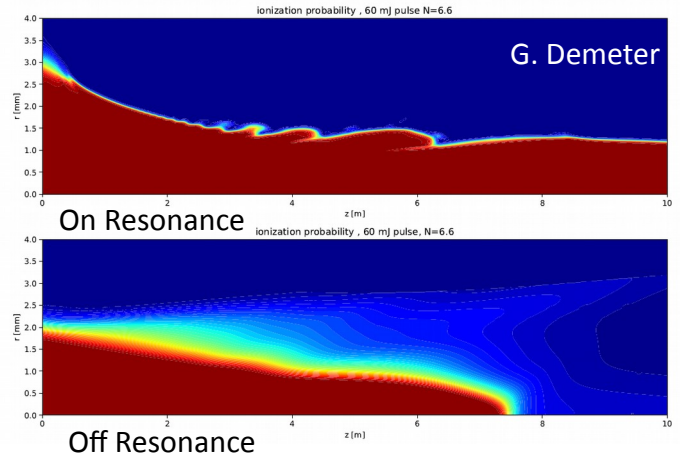 ionization probability , 60 mJ pulse N=6.6
G. Demeter
4.0
3.5
3.0
2.5
2.0
1.5
1.0
0.5
0.0
r [mm]
0 2 4 6 8 10
z [m]
On Resonance
ionization probability , 60 mJ pulse, N=6.6
4.0
3.5
3.0
2.5
2.0
1.5
1.0
0.5
0.0
r [mm]
0 2 4 6 8 10
z [m]
Off Resonance